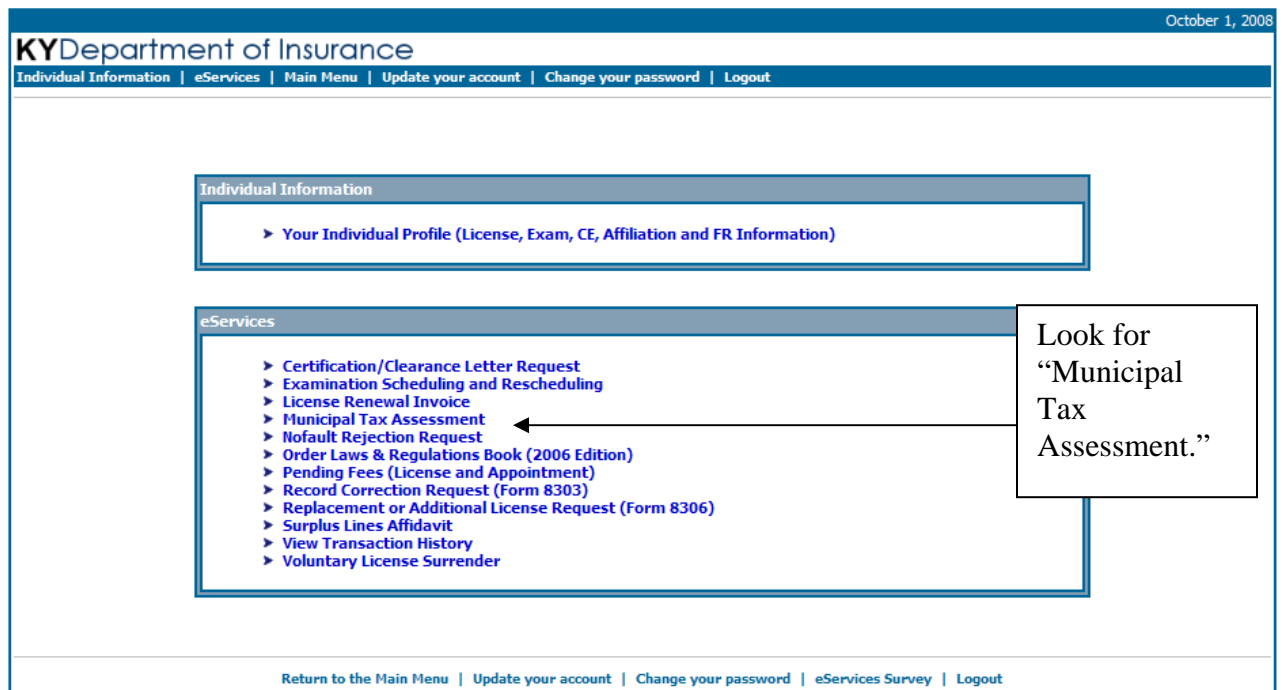 October 1, 2008
KYDepartment of Insurance
Individual Information | eServices | Main Menu | Update your account | Change your password | Logout
Individual Information
Your Individual Profile (License, Exam, CE, Affiliation and FR Information)
eServices
Certification/Clearance Letter Request
Examination Scheduling and Rescheduling
License Renewal Invoice
Municipal Tax Assessment
Nofault Rejection Request
Order Laws & Regulations Book (2006 Edition)
Pending Fees (License and Appointment)
Record Correction Request (Form 8303)
Replacement or Additional License Request (Form 8306)
Surplus Lines Affidavit
View Transaction History
Voluntary License Surrender
Look for
“Municipal
Tax
Assessment.”
Return to the Main Menu | Update your account | Change your password | eServices Survey | Logout